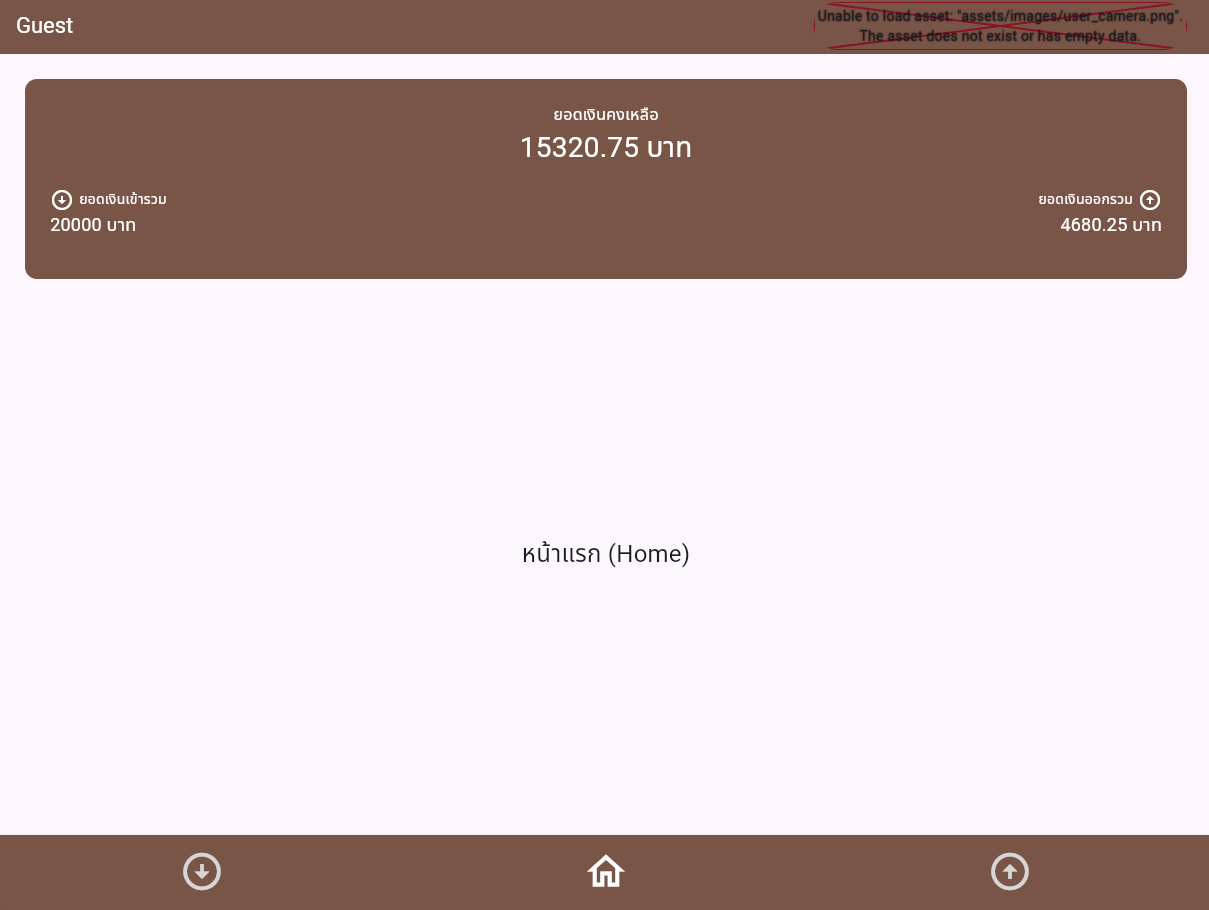 Guest
Unable to load asset: "assets/images/user_camera.png".
The asset does not exist or has empty data.
ยอดเงินคงเหลือ
15320.75 บาท
ยอดเงินเข้ารวม
20000 บาท
ยอดเงินออกรวม
4680.25 บาท
หน้าแรก (Home)